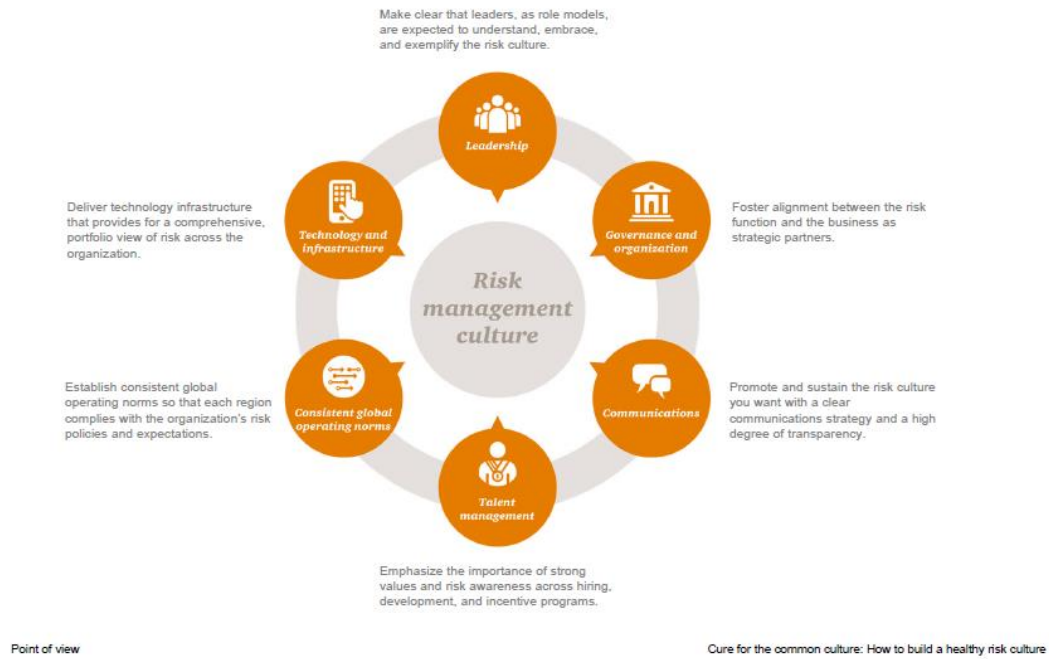 Make clear that leaders, as role models,
are expected to understand, embrace,
and exemplify the risk culture.
Leadership
Deliver technology infrastructure
that provides for a comprehensive,
portfolio view of risk across the
organization.
Technology and
infrastructure
Governance and
organization
Foster alignment between the risk
function and the business as
strategic partners.
Risk
management
culture
Establish consistent global
operating norms so that each region
complies with the organization's risk
policies and expectations.
Consistent global
operating norms
Communications
Promote and sustain the risk culture
you want with a clear
communications strategy and a high
degree of transparency.
Talent
management
Emphasize the importance of strong
values and risk awareness across hiring,
development, and incentive programs.
Point of view
Cure for the common culture: How to build a healthy risk culture